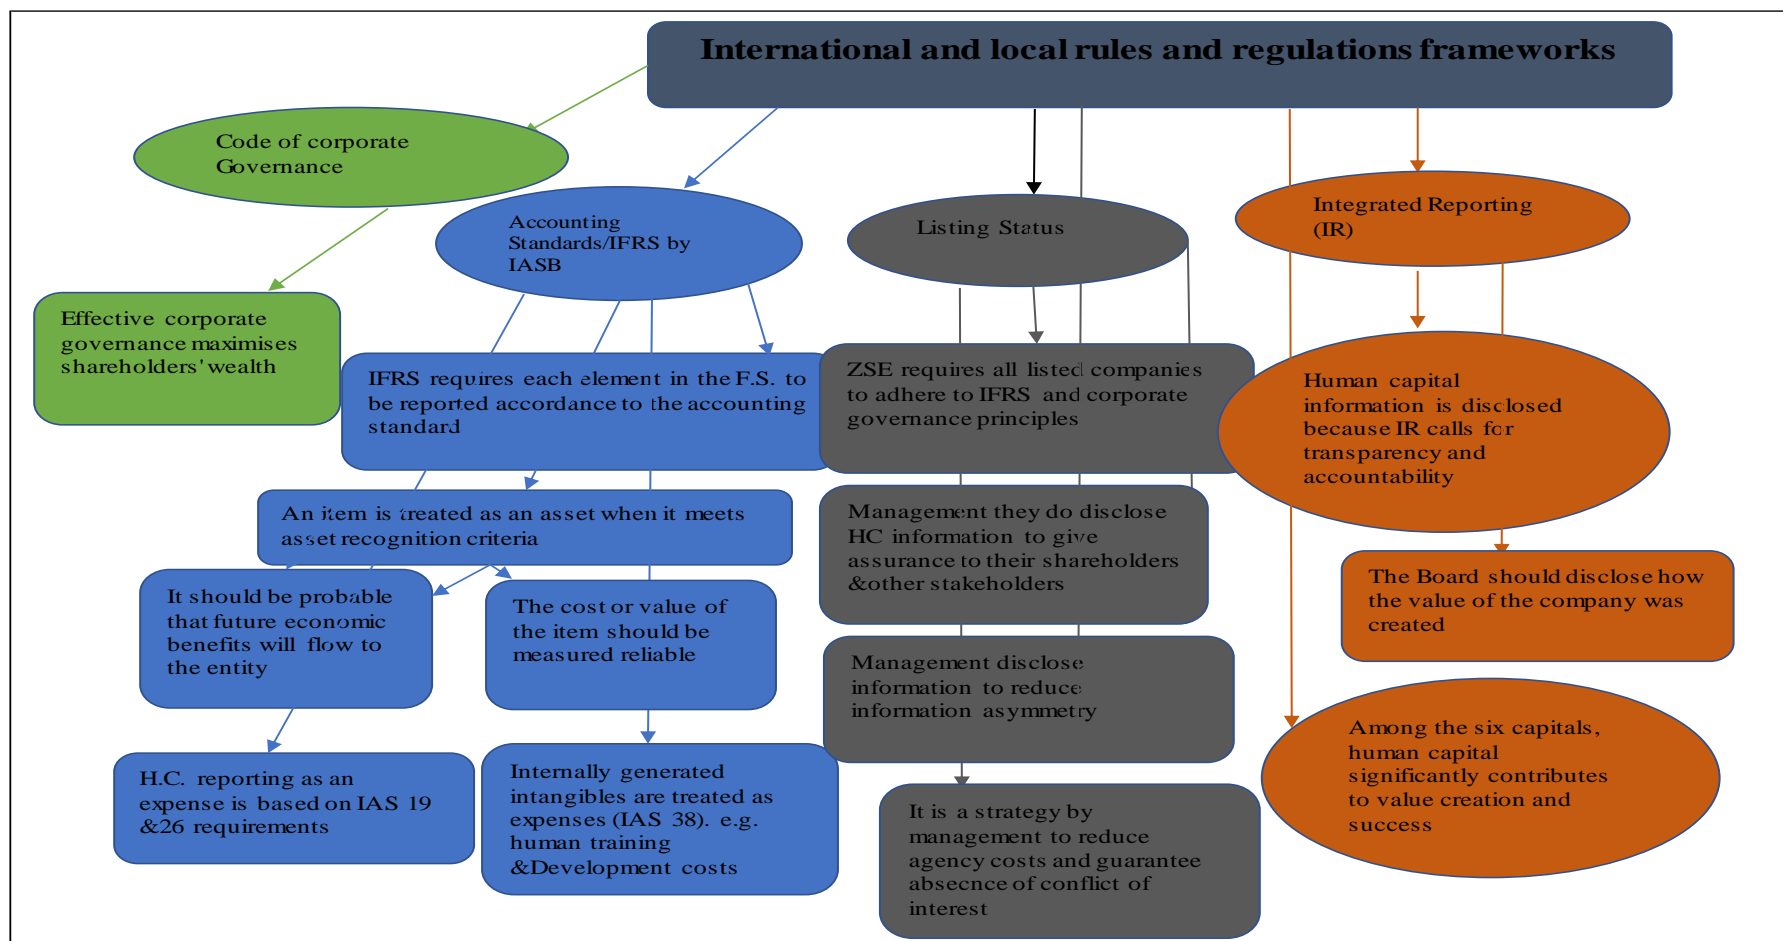 International and local rules and regulations frameworks
Code of corporate
Governance
Effective corporate
governance maximises
shareholders' wealth
Accounting
Standards/IFRS by
IASB
IFRS requires each element in the F.S. to
be reported accordance to the accounting
standard
An item is treated as an asset when it meets
asset recognition criteria
It should be probable
that future economic
benefits will flow to
the entity
The cost or value of
the item should be
measured reliable
H.C. reporting as an
expense is based on IAS 19
&26 requirements
Internally generated
intangibles are treated as
expenses (IAS 38). e.g.
human training
&Development costs
Listing Status
ZSE requires all listed companies
to adhere to IFRS and corporate
governance principles
Management they do disclose
HC information to give
assurance to their shareholders
&other stakeholders
Management disclose
information to reduce
information asymmetry
It is a strategy by
management to reduce
agency costs and guarantee
absecnce of conflict of
interest
Integrated Reporting
(IR)
Human capital
information is disclosed
because IR calls for
transparency and
accountability
The Board should disclose how
the value of the company was
created
Among the six capitals,
human capital
significantly contributes
to value creation and
success